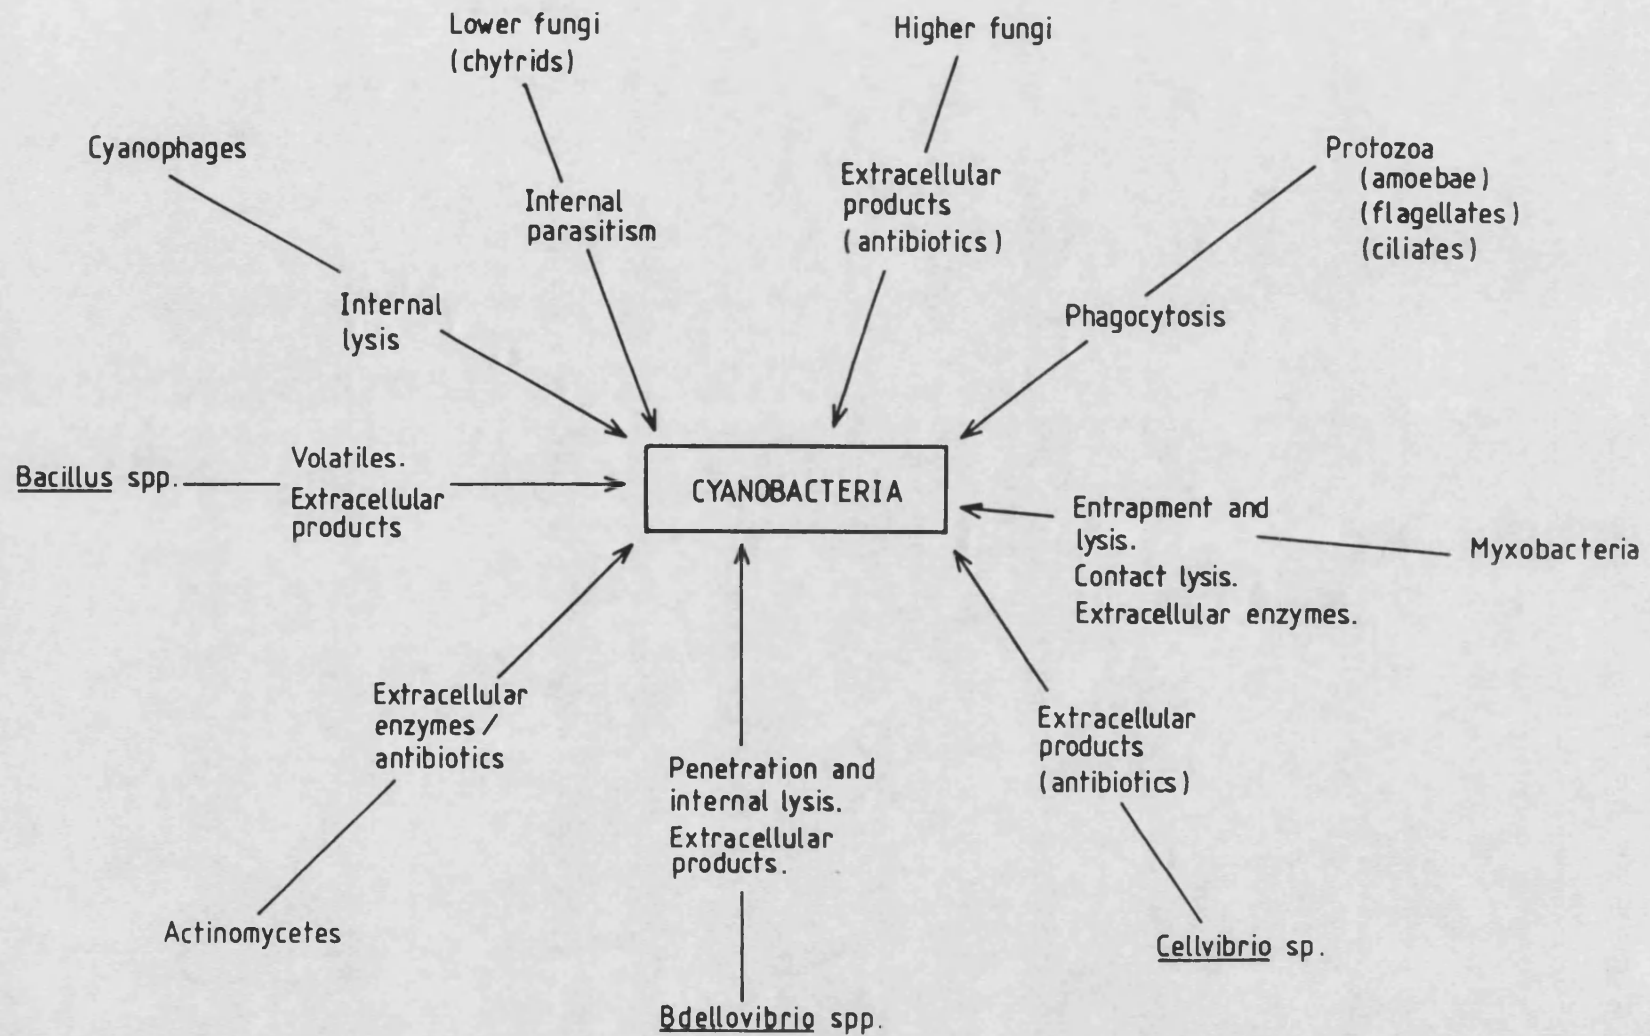 Lower fungi
(chytrids)
Higher fungi
Cyanophages
Protozoa
(amoebae)
(flagellates)
(ciliates)
Internal
parasitism
Extracellular
products
(antibiotics)
Internal
lysis
Phagocytosis
Bacillus spp.
Volatiles.
Extracellular
products
CYANOBACTERIA
Entrapment and
lysis.
Contact lysis.
Extracellular enzymes.
Myxobacteria
Extracellular
enzymes /
antibiotics
Penetration and
internal lysis.
Extracellular
products.
Extracellular
products
(antibiotics)
Actinomycetes
Cellvibrio sp.
Bdellovibrio spp.